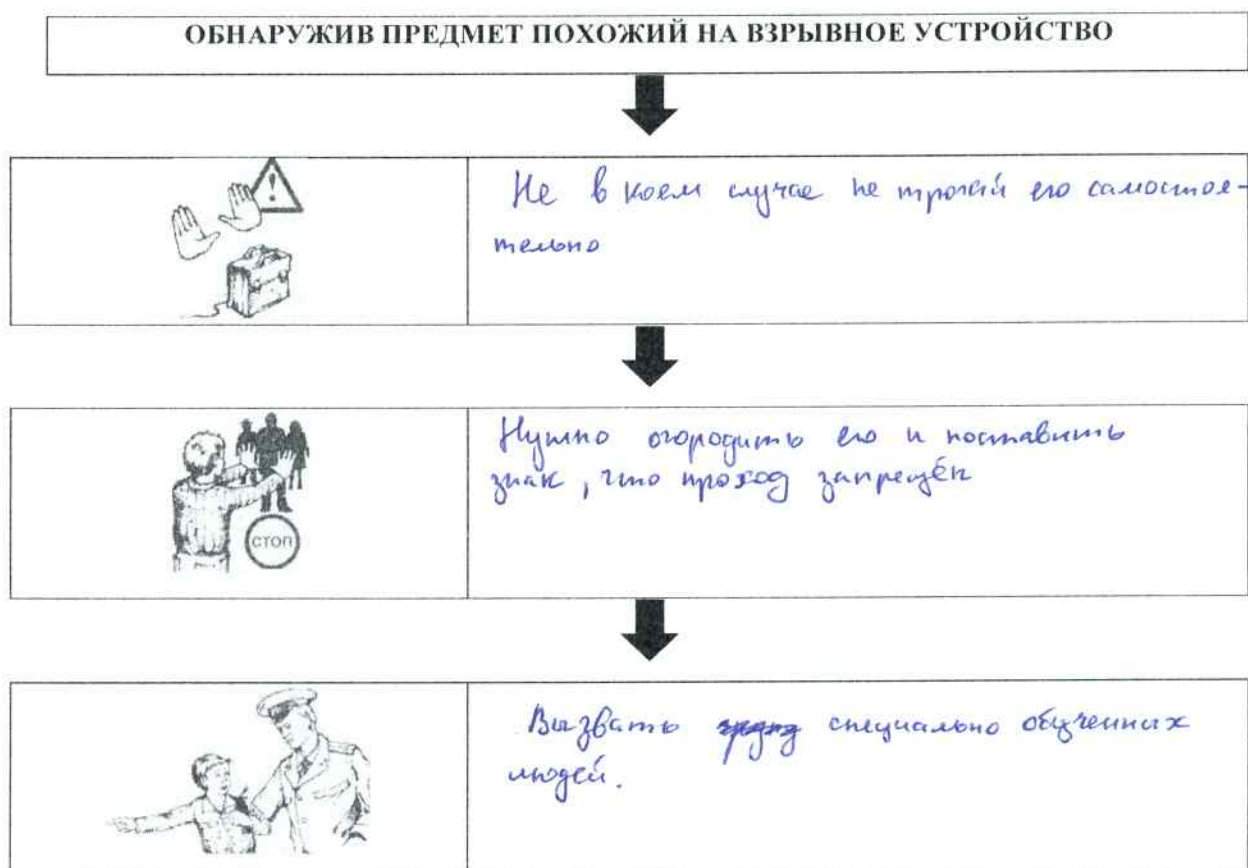 ОБНАРУЖИВ ПРЕДМЕТ ПОХОЖИЙ НА ВЗРЫВНОЕ УСТРОЙСТВО
Не в коем случае не трогай его самостоя-
тельно
Нужно огородить его и поставить
знак, что проход запрещён
СТОП
Вызвать специально обученных
людей.